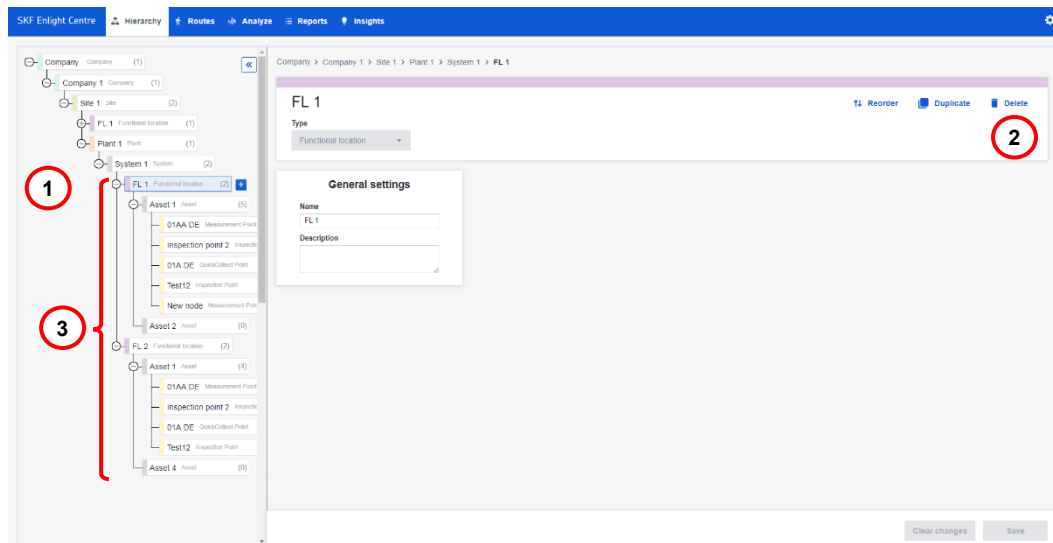 SKF Enlight Centre Hierarchy Routes Analyze Reports Insights
Company Company (1)
Company 1 Company (1)
Site 1 Site (2)
FL 1 Functional location (1)
Plant 1 Plant (1)
System 1 System (2)
1
FL 1 Functional location (2) +
Asset 1 Asset (5)
01AA DE Measurement Point
Inspection point 2 Inspectio
01A DE QuickCollect Point
Test12 Inspection Point
New node Measurement Poin
Asset 2 Asset (0)
3
FL 2 Functional location (2)
Asset 1 Asset (4)
01AA DE Measurement Point
Inspection point 2 Inspectio
01A DE QuickCollect Point
Test12 Inspection Point
Asset 4 Asset (0)
Company > Company 1 > Site 1 > Plant 1 > System 1 > FL 1
FL 1
Reorder Duplicate Delete
Type
Functional location
2
General settings
Name
FL 1
Description
Clear changes Save